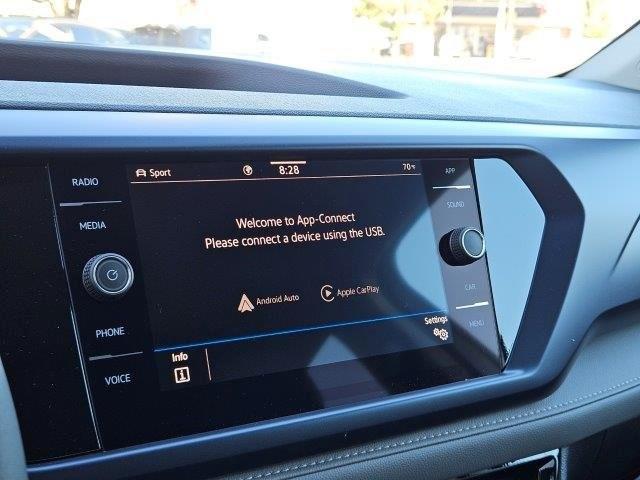 RADIO
MEDIA
PHONE
VOICE
Sport
8:28
70°F
Welcome to App-Connect
Please connect a device using the USB.
Android Auto
Apple CarPlay
Settings
Info
APP
SOUND
CAR
MENU